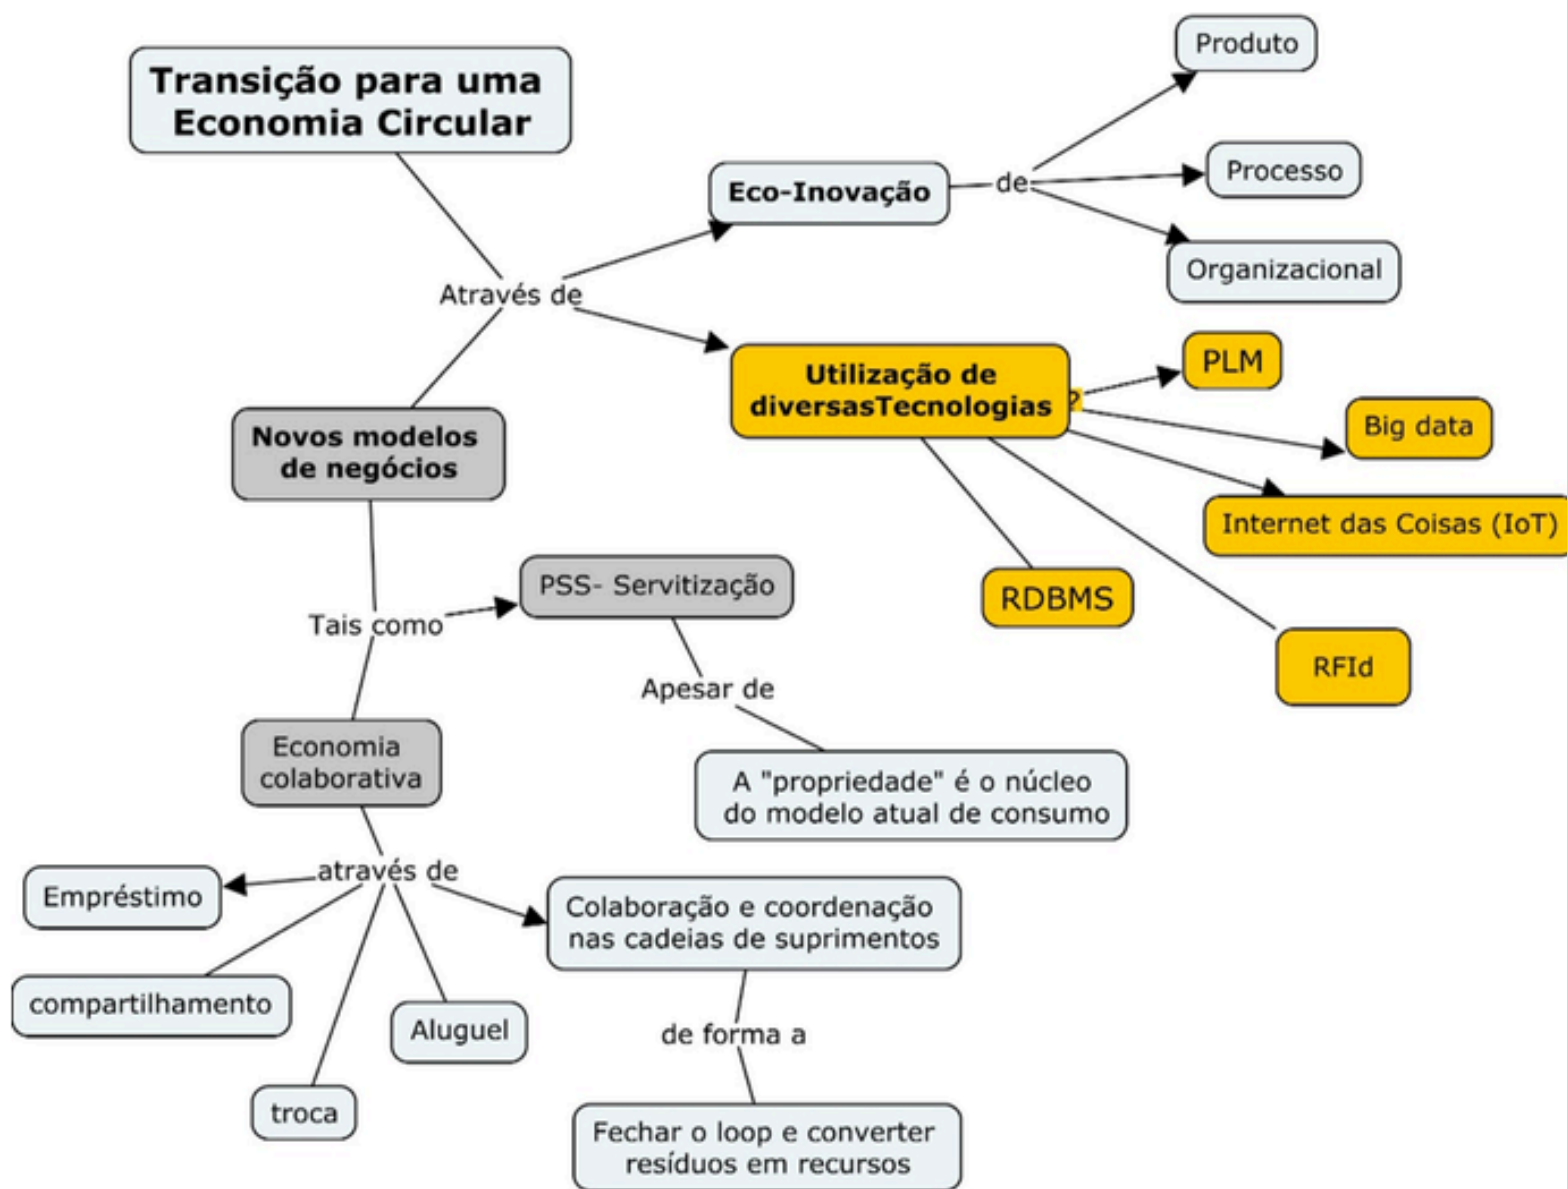 Transição para uma
Economia Circular
Através de
Eco-Inovação
de
Produto
Processo
Organizacional
Utilização de
diversasTecnologias
?
PLM
Big data
Internet das Coisas (IoT)
RDBMS
RFId
Novos modelos
de negócios
Tais como
PSS- Servitização
Apesar de
A "propriedade" é o núcleo
do modelo atual de consumo
Economia
colaborativa
através de
Empréstimo
compartilhamento
troca
Aluguel
Colaboração e coordenação
nas cadeias de suprimentos
de forma a
Fechar o loop e converter
resíduos em recursos